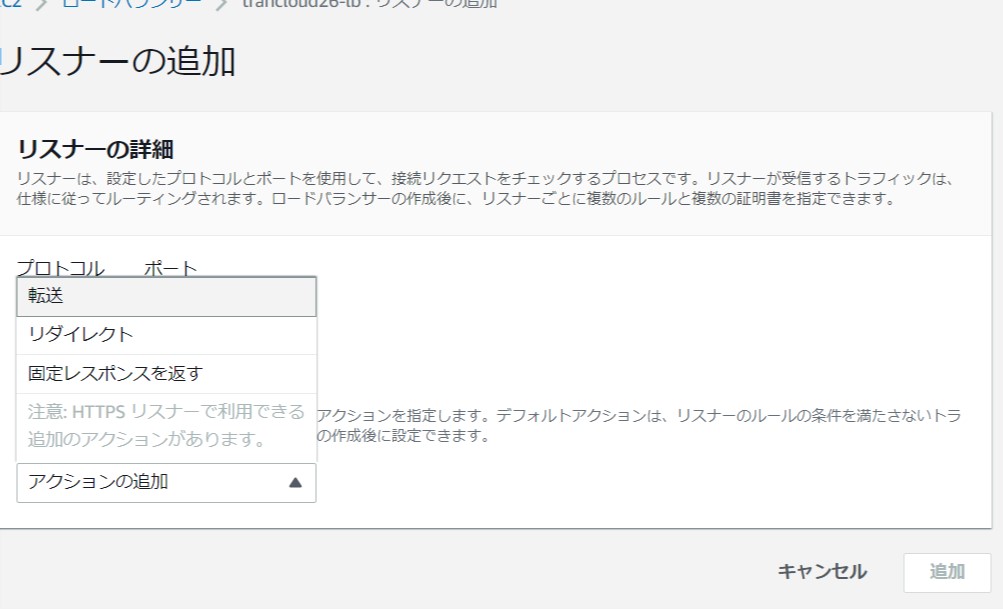 ロードバランサー
リスナーの追加
リスナーの追加
リスナーの詳細
リスナーは、設定したプロトコルとポートを使用して、接続リクエストをチェックするプロセスです。リスナーが受信するトラフィックは、
仕様に従ってルーティングされます。ロードバランサーの作成後に、リスナーごとに複数のルールと複数の証明書を指定できます。
プロトコル ポート
転送
リダイレクト
固定レスポンスを返す
注意: HTTPS リスナーで利用できる
追加のアクションがあります。
アクションを指定します。デフォルトアクションは、リスナーのルールの条件を満たさないトラ
の作成後に設定できます。
アクションの追加
キャンセル 追加